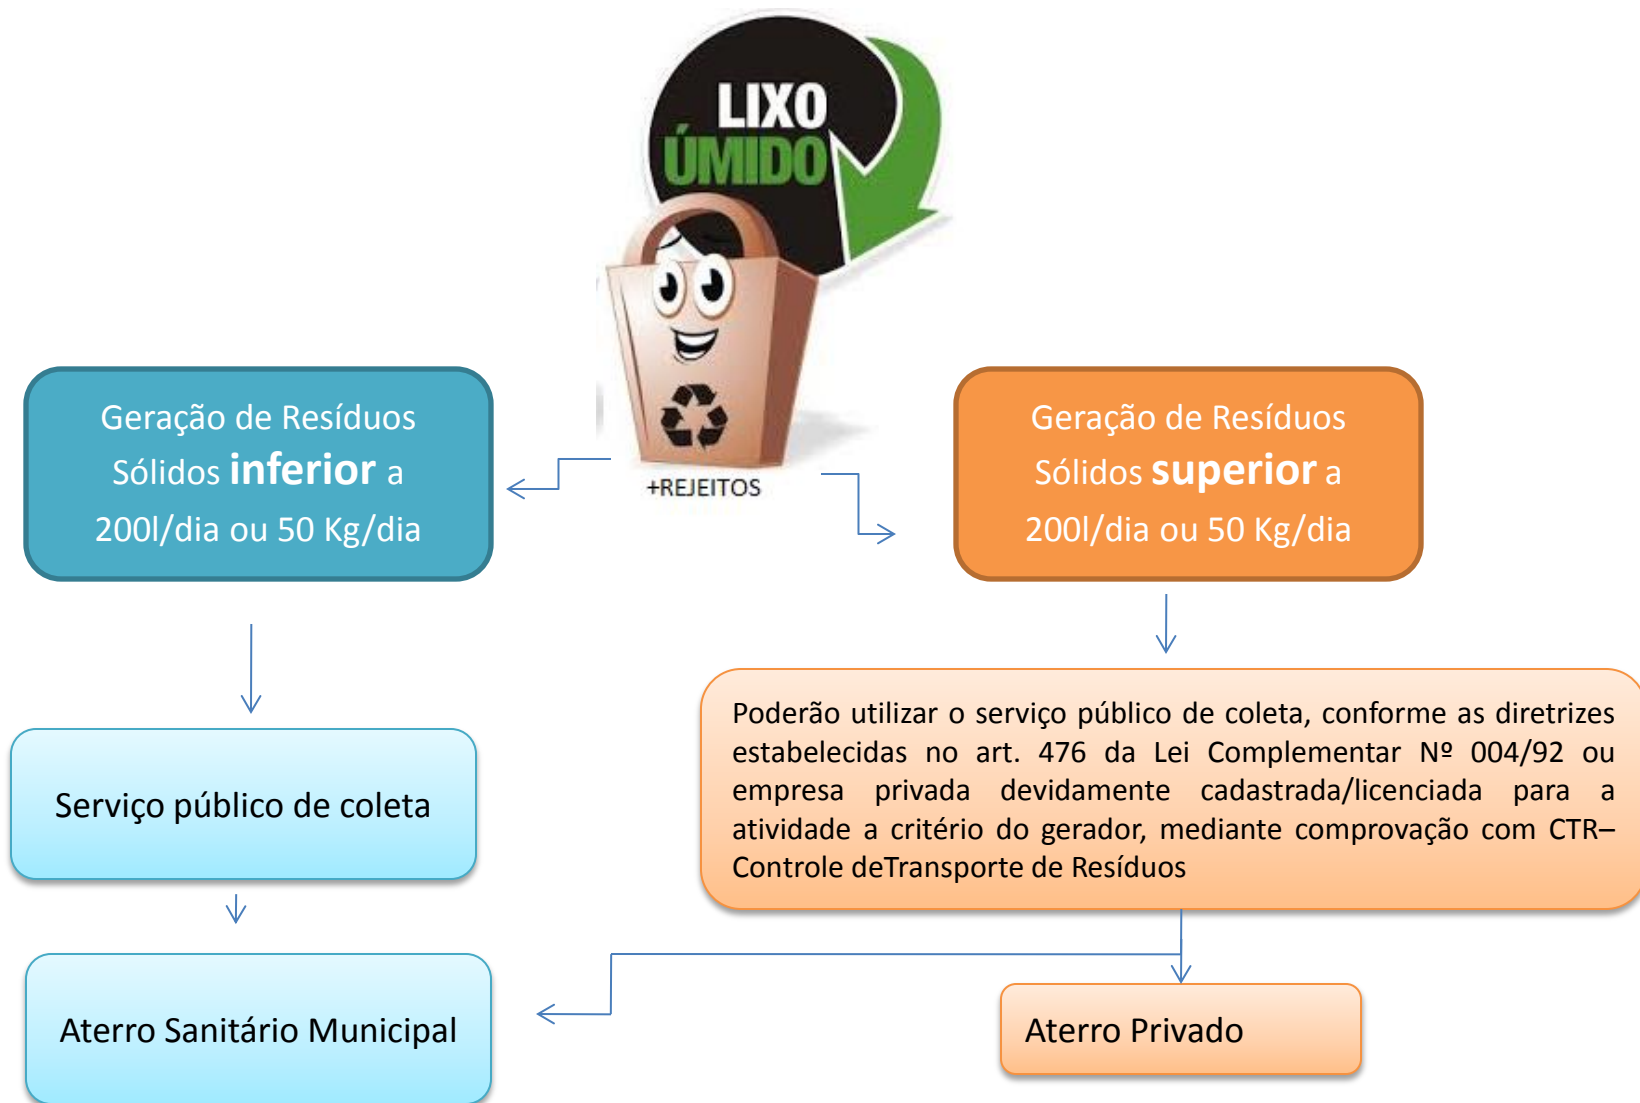 LIXO
ÚMIDO
+REJEITOS
Geração de Resíduos
Sólidos inferior a
200l/dia ou 50 Kg/dia
Geração de Resíduos
Sólidos superior a
200l/dia ou 50 Kg/dia
Serviço público de coleta
Poderão utilizar o serviço público de coleta, conforme as diretrizes
estabelecidas no art. 476 da Lei Complementar Nº 004/92 ou
empresa privada devidamente cadastrada/licenciada para a
atividade a critério do gerador, mediante comprovação com CTR–
Controle deTransporte de Resíduos
Aterro Sanitário Municipal
Aterro Privado